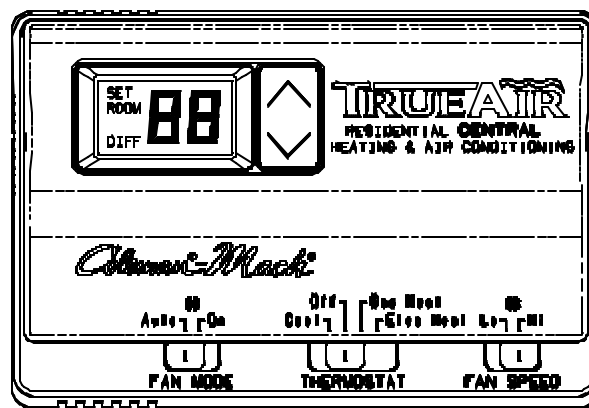 SET
ROOM
88
DIFF
TRUEAIR
RESIDENTIAL CENTRAL
HEATING & AIR CONDITIONING
Coleman-Mach
Off Gas Heat
Auto On Cool Elec Heat Lo Hi
FAN MODE THERMOSTAT FAN SPEED